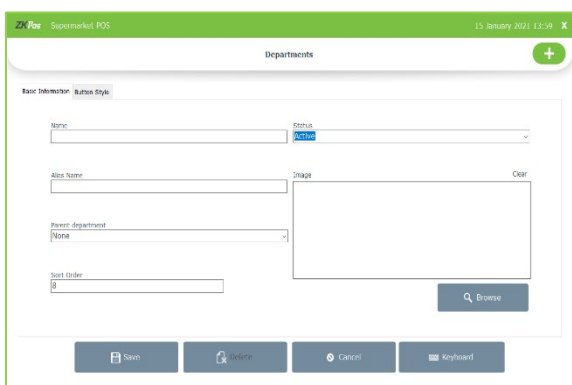 ZKPos Supermarket POS 15 January 2021 13:59 X
Departments
+
Basic Information Button Style
Name Status
Active
Alias Name Image Clear
Parent department
None
Sort Order
8
Browse
Save Delete Cancel Keyboard